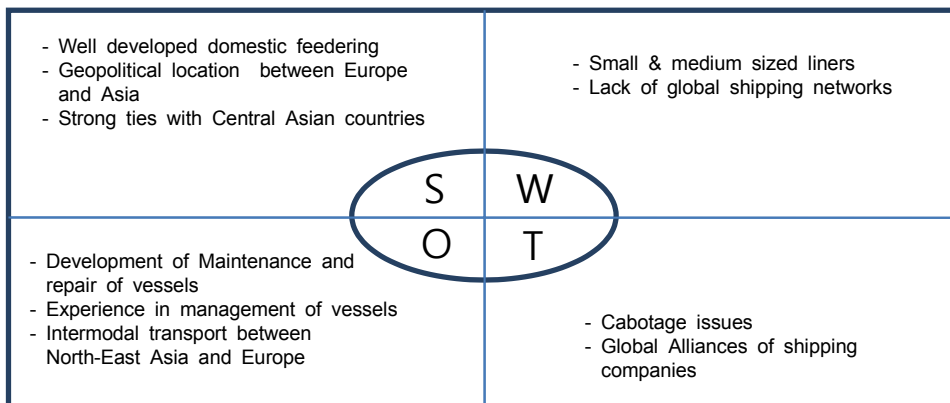 - Well developed domestic feedering
- Geopolitical location between Europe
and Asia
- Strong ties with Central Asian countries
- Small & medium sized liners
- Lack of global shipping networks
S
W
O
T
- Development of Maintenance and
repair of vessels
- Experience in management of vessels
- Intermodal transport between
North-East Asia and Europe
- Cabotage issues
- Global Alliances of shipping
companies